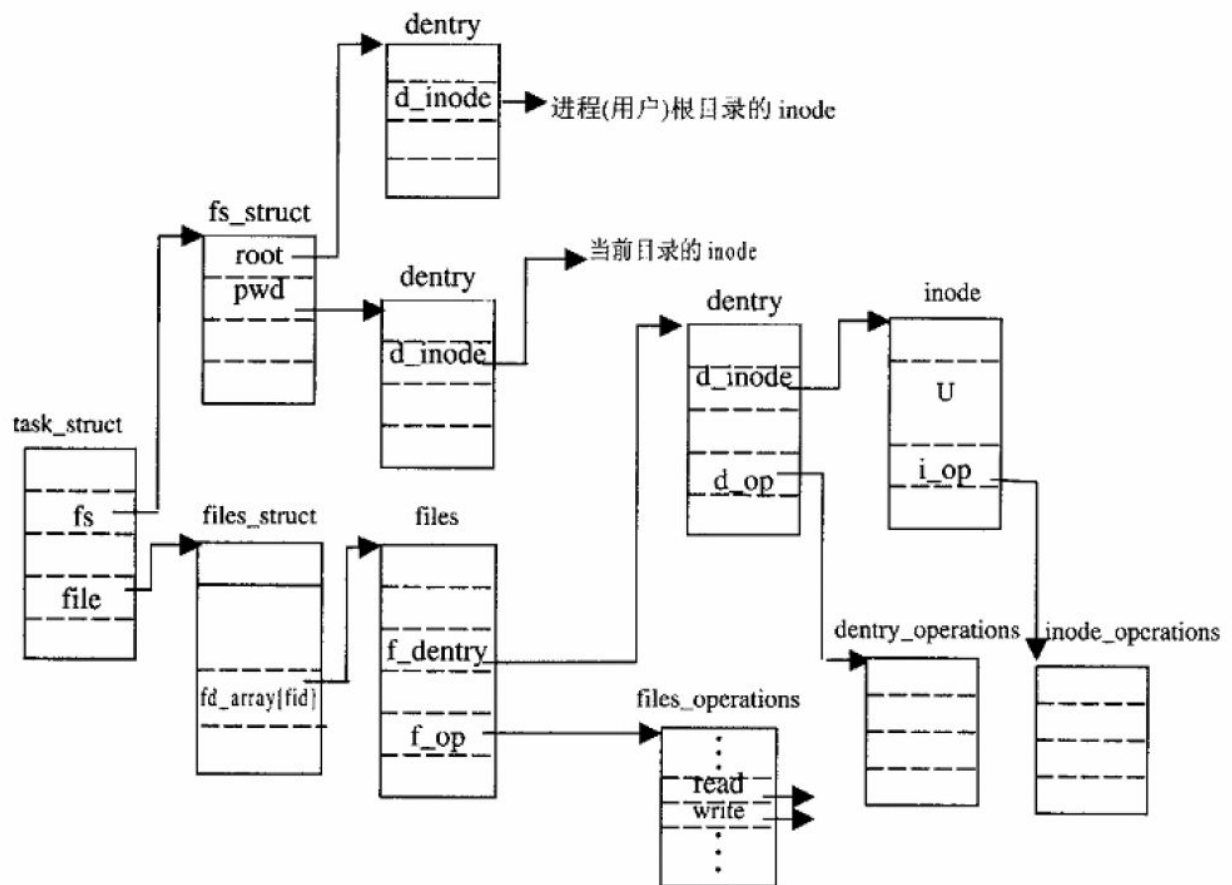 dentry
d_inode
进程(用户)根目录的 inode
fs_struct
root
pwd
当前目录的 inode
dentry
d_inode
dentry
d_inode
d_op
inode
U
i_op
task_struct
fs
file
files_struct
fd_array[fid]
files
f_dentry
f_op
dentry_operations
inode_operations
files_operations
read
write